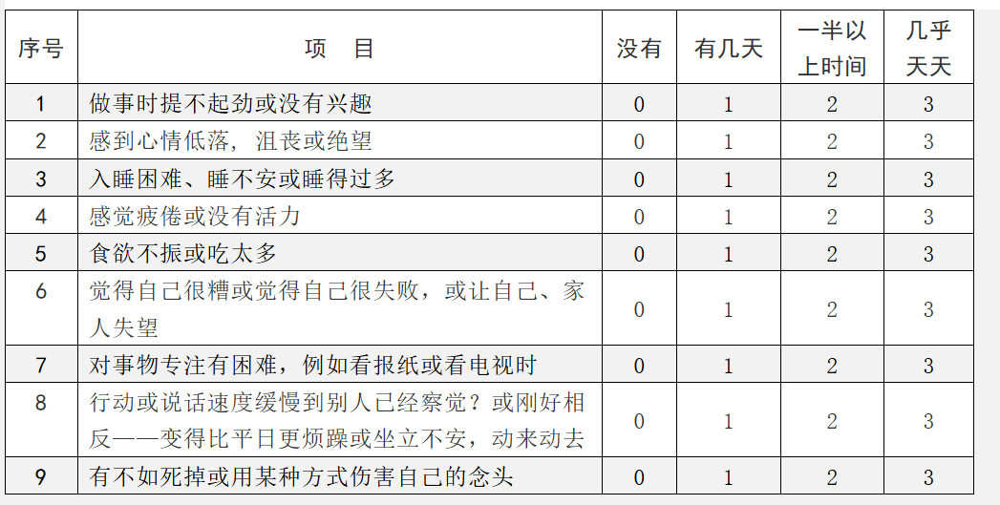 序号 项 目 没有 有几天 一半以上时间 几乎天天
1 做事时提不起劲或没有兴趣 0 1 2 3
2 感到心情低落, 沮丧或绝望 0 1 2 3
3 入睡困难、睡不安或睡得过多 0 1 2 3
4 感觉疲倦或没有活力 0 1 2 3
5 食欲不振或吃太多 0 1 2 3
6 觉得自己很糟或觉得自己很失败，或让自己、家
人失望 0 1 2 3
7 对事物专注有困难，例如看报纸或看电视时 0 1 2 3
8 行动或说话速度缓慢到别人已经察觉？或刚好相
反——变得比平日更烦躁或坐立不安，动来动去 0 1 2 3
9 有不如死掉或用某种方式伤害自己的念头 0 1 2 3